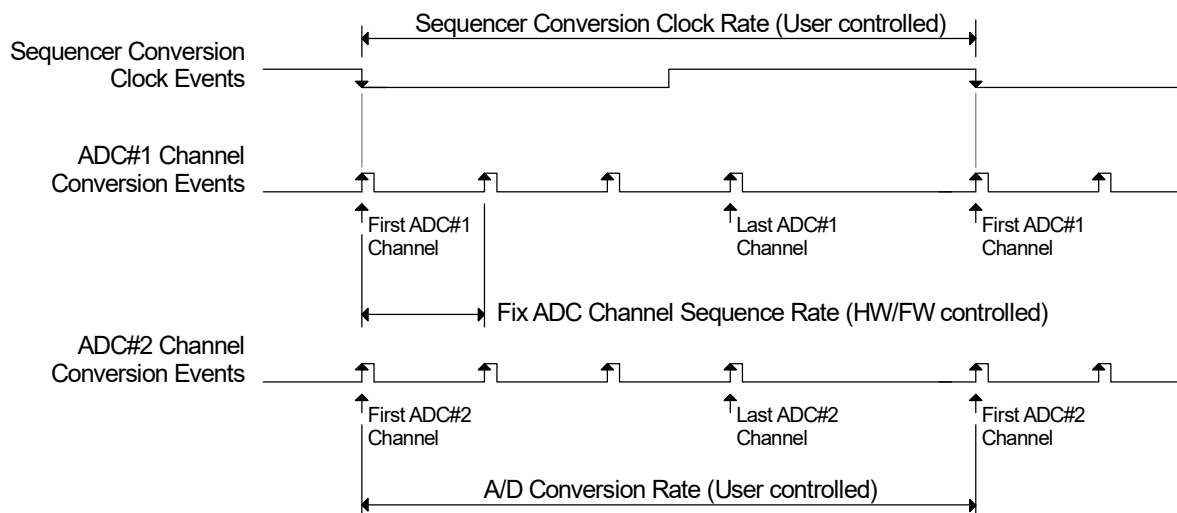 Sequencer Conversion Clock Rate (User controlled)
Sequencer Conversion
Clock Events
ADC#1 Channel
Conversion Events
First ADC#1
Channel
Last ADC#1
Channel
First ADC#1
Channel
Fix ADC Channel Sequence Rate (HW/FW controlled)
ADC#2 Channel
Conversion Events
First ADC#2
Channel
Last ADC#2
Channel
First ADC#2
Channel
A/D Conversion Rate (User controlled)